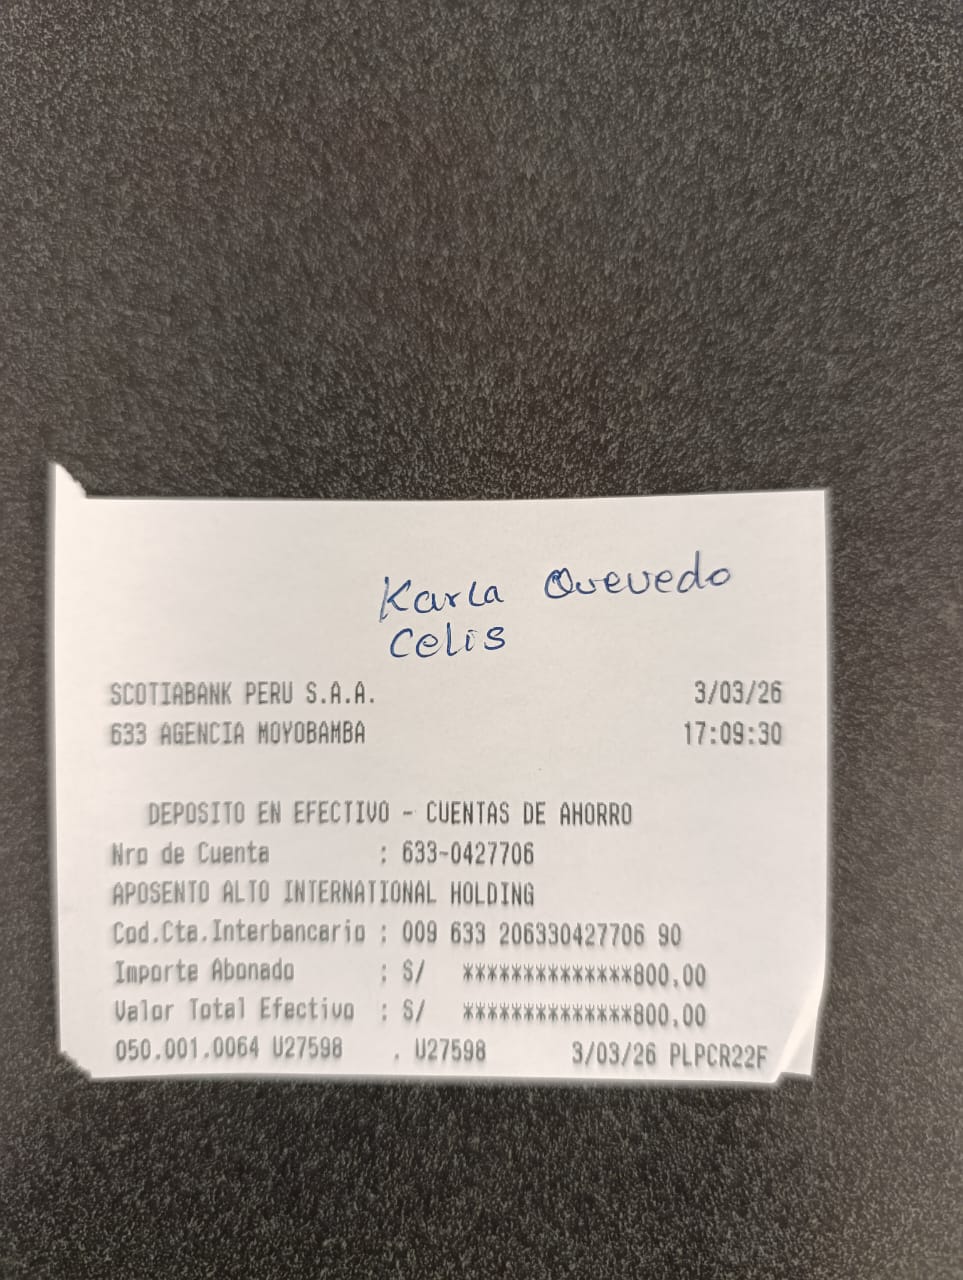 Karla Quevedo
Celis
SCOTIABANK PERU S.A.A. 3/03/26
633 AGENCIA MOYOBAMBA 17:09:30
DEPOSITO EN EFECTIVO - CUENTAS DE AHORRO
Nro de Cuenta : 633-0427706
APOSENTO ALTO INTERNATIONAL HOLDING
Cod.Cta.Interbancario : 009 633 206330427706 90
Importe Abonado : S/ **************800.00
Valor Total Efectivo : S/ **************800.00
050.001.0064 U27598 . U27598 3/03/26 PLPCR22F